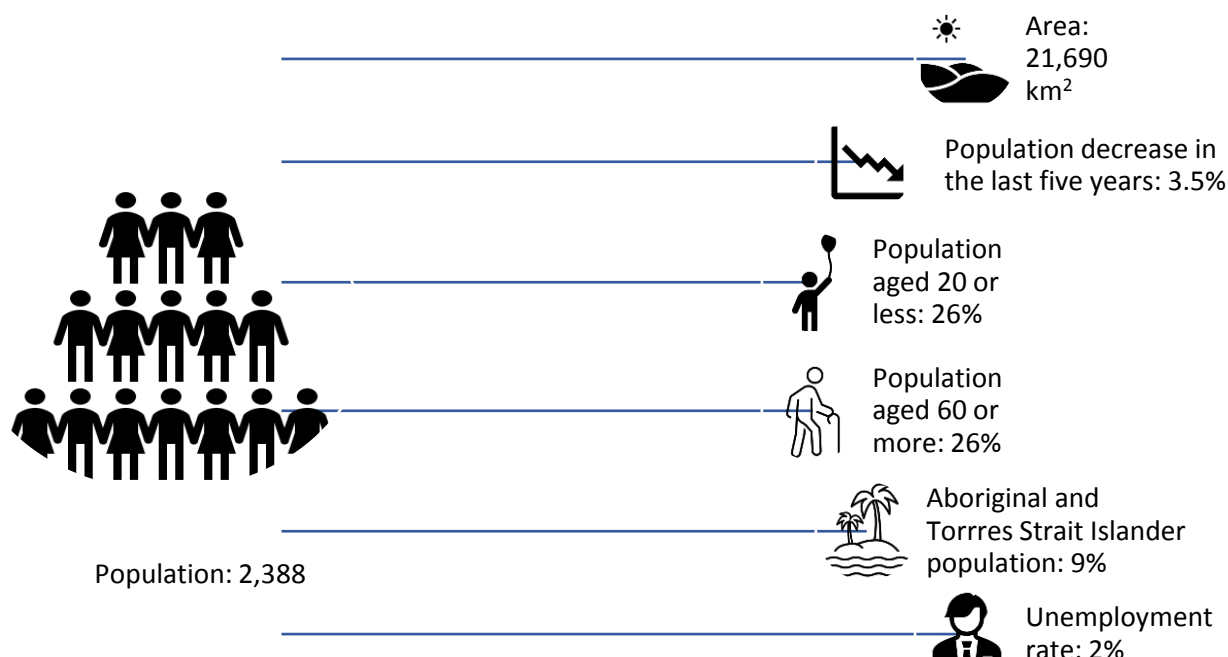 Area:
21,690
km²
Population decrease in
the last five years: 3.5%
Population
aged 20 or
less: 26%
Population
aged 60 or
more: 26%
Aboriginal and
Torrres Strait Islander
population: 9%
Population: 2,388
Unemployment
rate: 2%